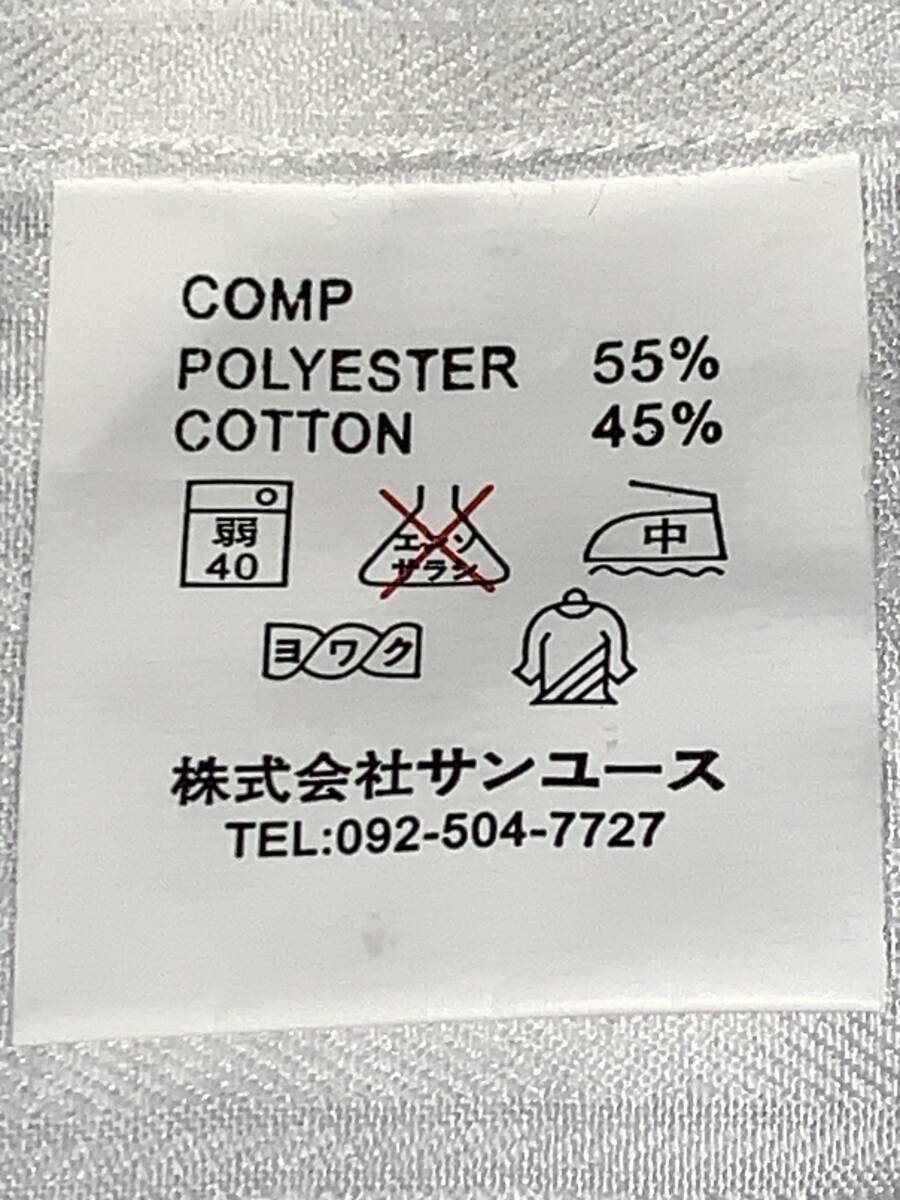 COMP
POLYESTER 55%
COTTON 45%
弱
40
エンソ
サラシ
中
ヨワク
株式会社サンユース
TEL:092-504-7727